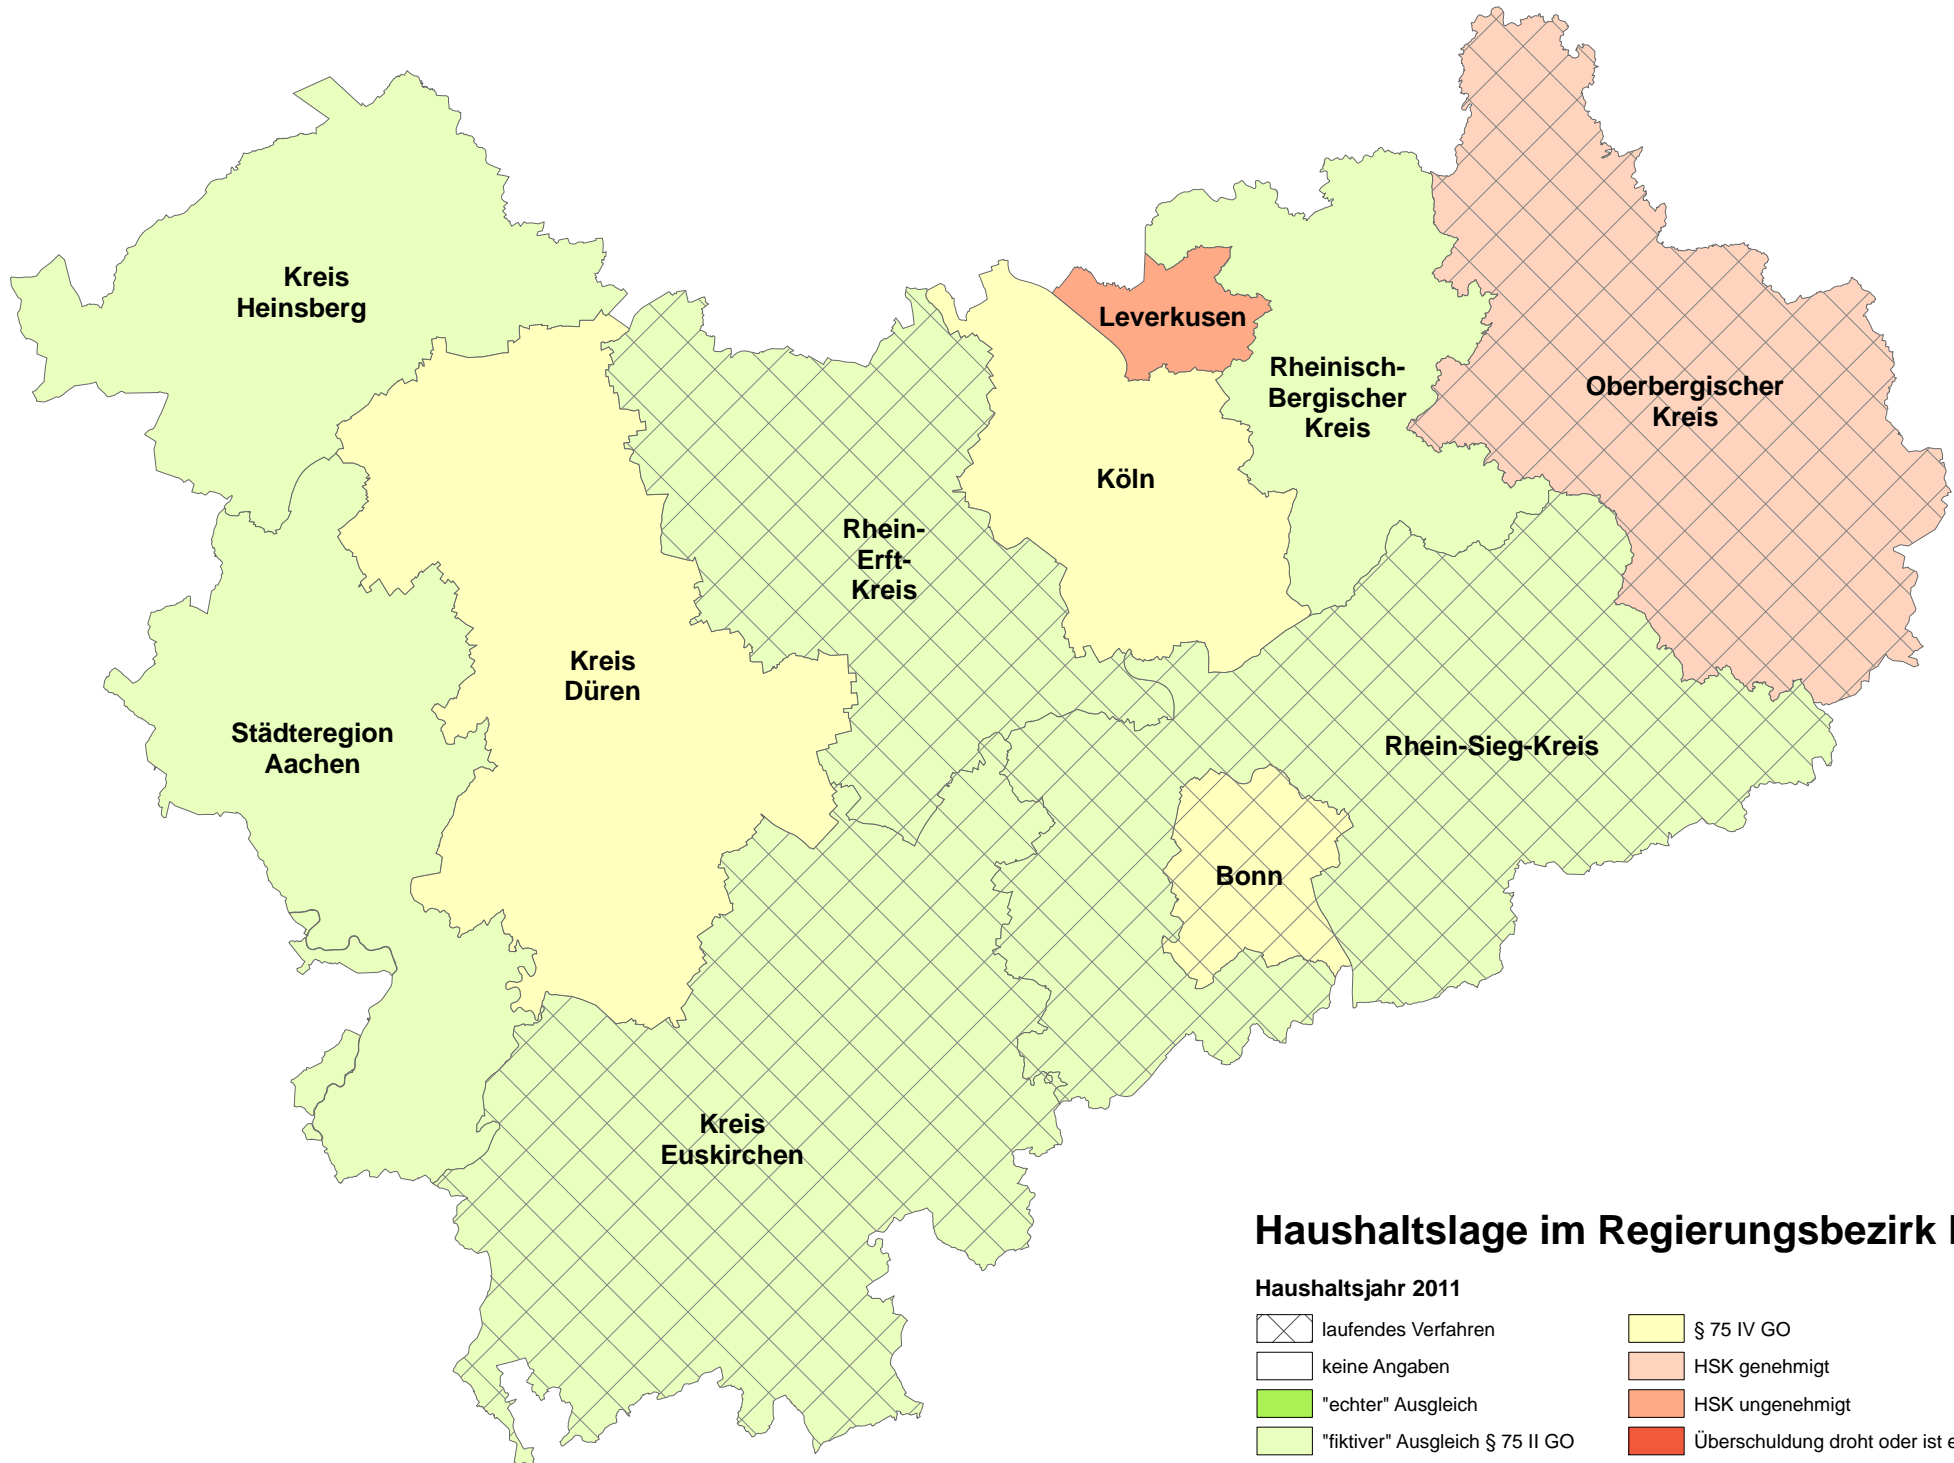 Kreis
Heinsberg
Leverkusen
Rheinisch-
Bergischer
Kreis
Oberbergischer
Kreis
Köln
Rhein-
Erft-
Kreis
Kreis
Düren
Städteregion
Aachen
Rhein-Sieg-Kreis
Bonn
Kreis
Euskirchen
Haushaltslage im Regierungsbezirk
Haushaltsjahr 2011
laufendes Verfahren
keine Angaben
"echter" Ausgleich
"fiktiver" Ausgleich § 75 II GO
§ 75 IV GO
HSK genehmigt
HSK ungenehmigt
Überschuldung droht oder ist